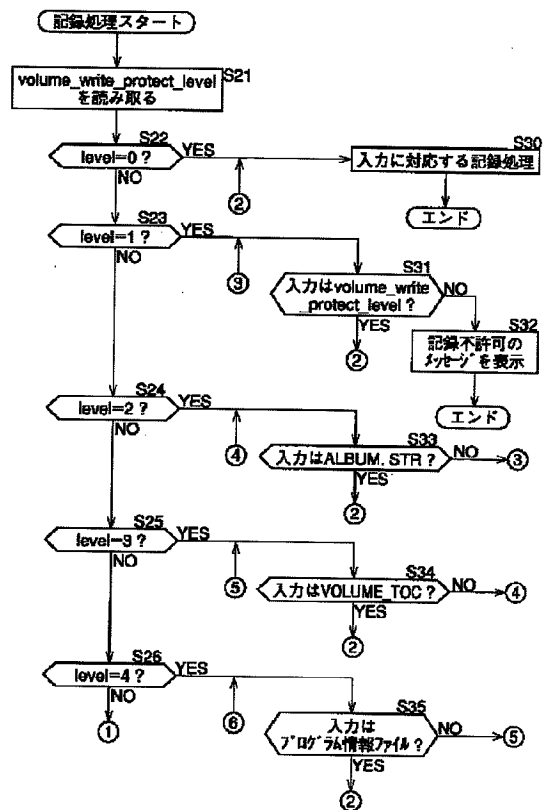 記録処理スタート
S21
volume_write_protect_level
を読み取る
S22
level=0 ?
YES
NO
②
S30
入力に対応する記録処理
エンド
S23
level=1 ?
YES
NO
③
S31
入力はvolume_write
_protect_level ?
NO
YES
②
S32
記録不許可の
メッセージを表示
エンド
S24
level=2 ?
YES
NO
④
S33
入力はALBUM. STR ?
NO
③
YES
②
S25
level=3 ?
YES
NO
⑤
S34
入力はVOLUME_TOC ?
NO
④
YES
②
S26
level=4 ?
YES
NO
①
⑥
S35
入力は
プログラム情報ファイル ?
NO
⑤
YES
②